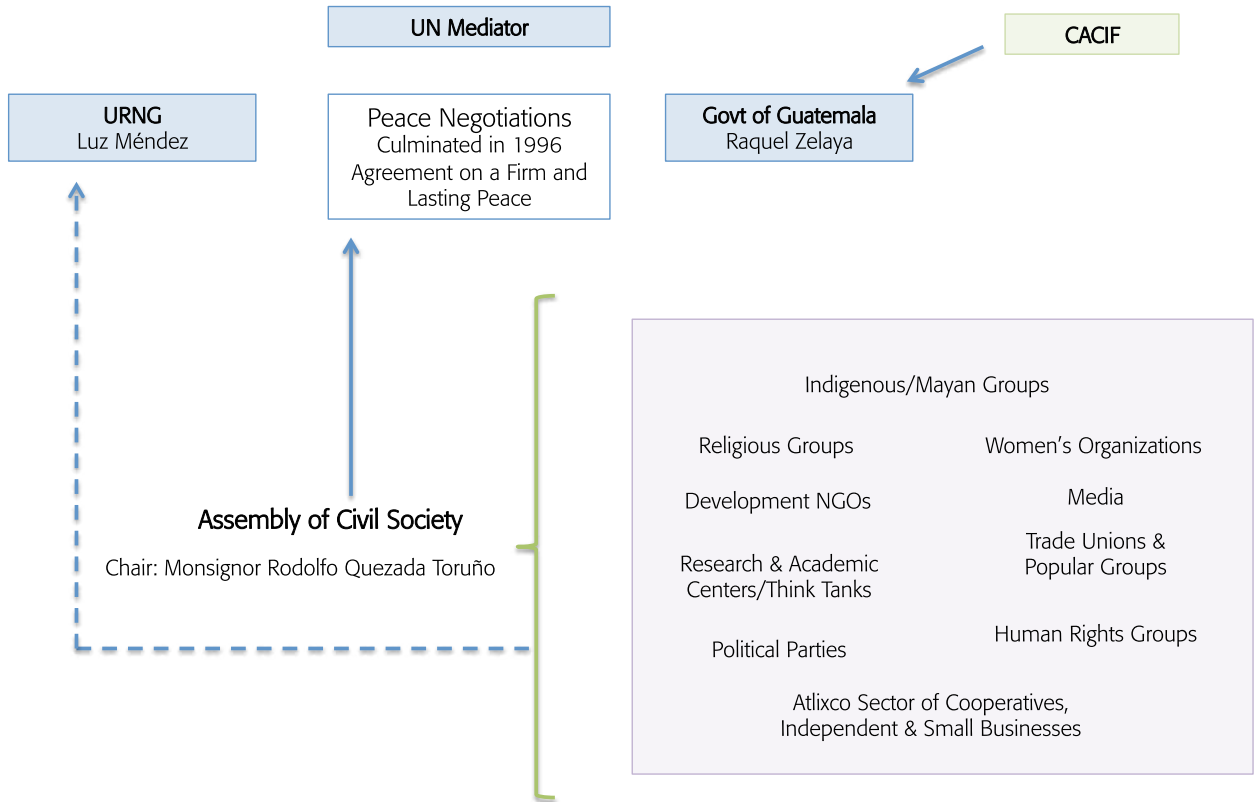 UN Mediator
CACIF
URNG
Luz Méndez
Peace Negotiations
Culminated in 1996
Agreement on a Firm and
Lasting Peace
Govt of Guatemala
Raquel Zelaya
Assembly of Civil Society
Chair: Monsignor Rodolfo Quezada Toruño
Indigenous/Mayan Groups
Religious Groups
Women’s Organizations
Development NGOs
Media
Research & Academic
Centers/Think Tanks
Trade Unions &
Popular Groups
Political Parties
Human Rights Groups
Atlixco Sector of Cooperatives,
Independent & Small Businesses